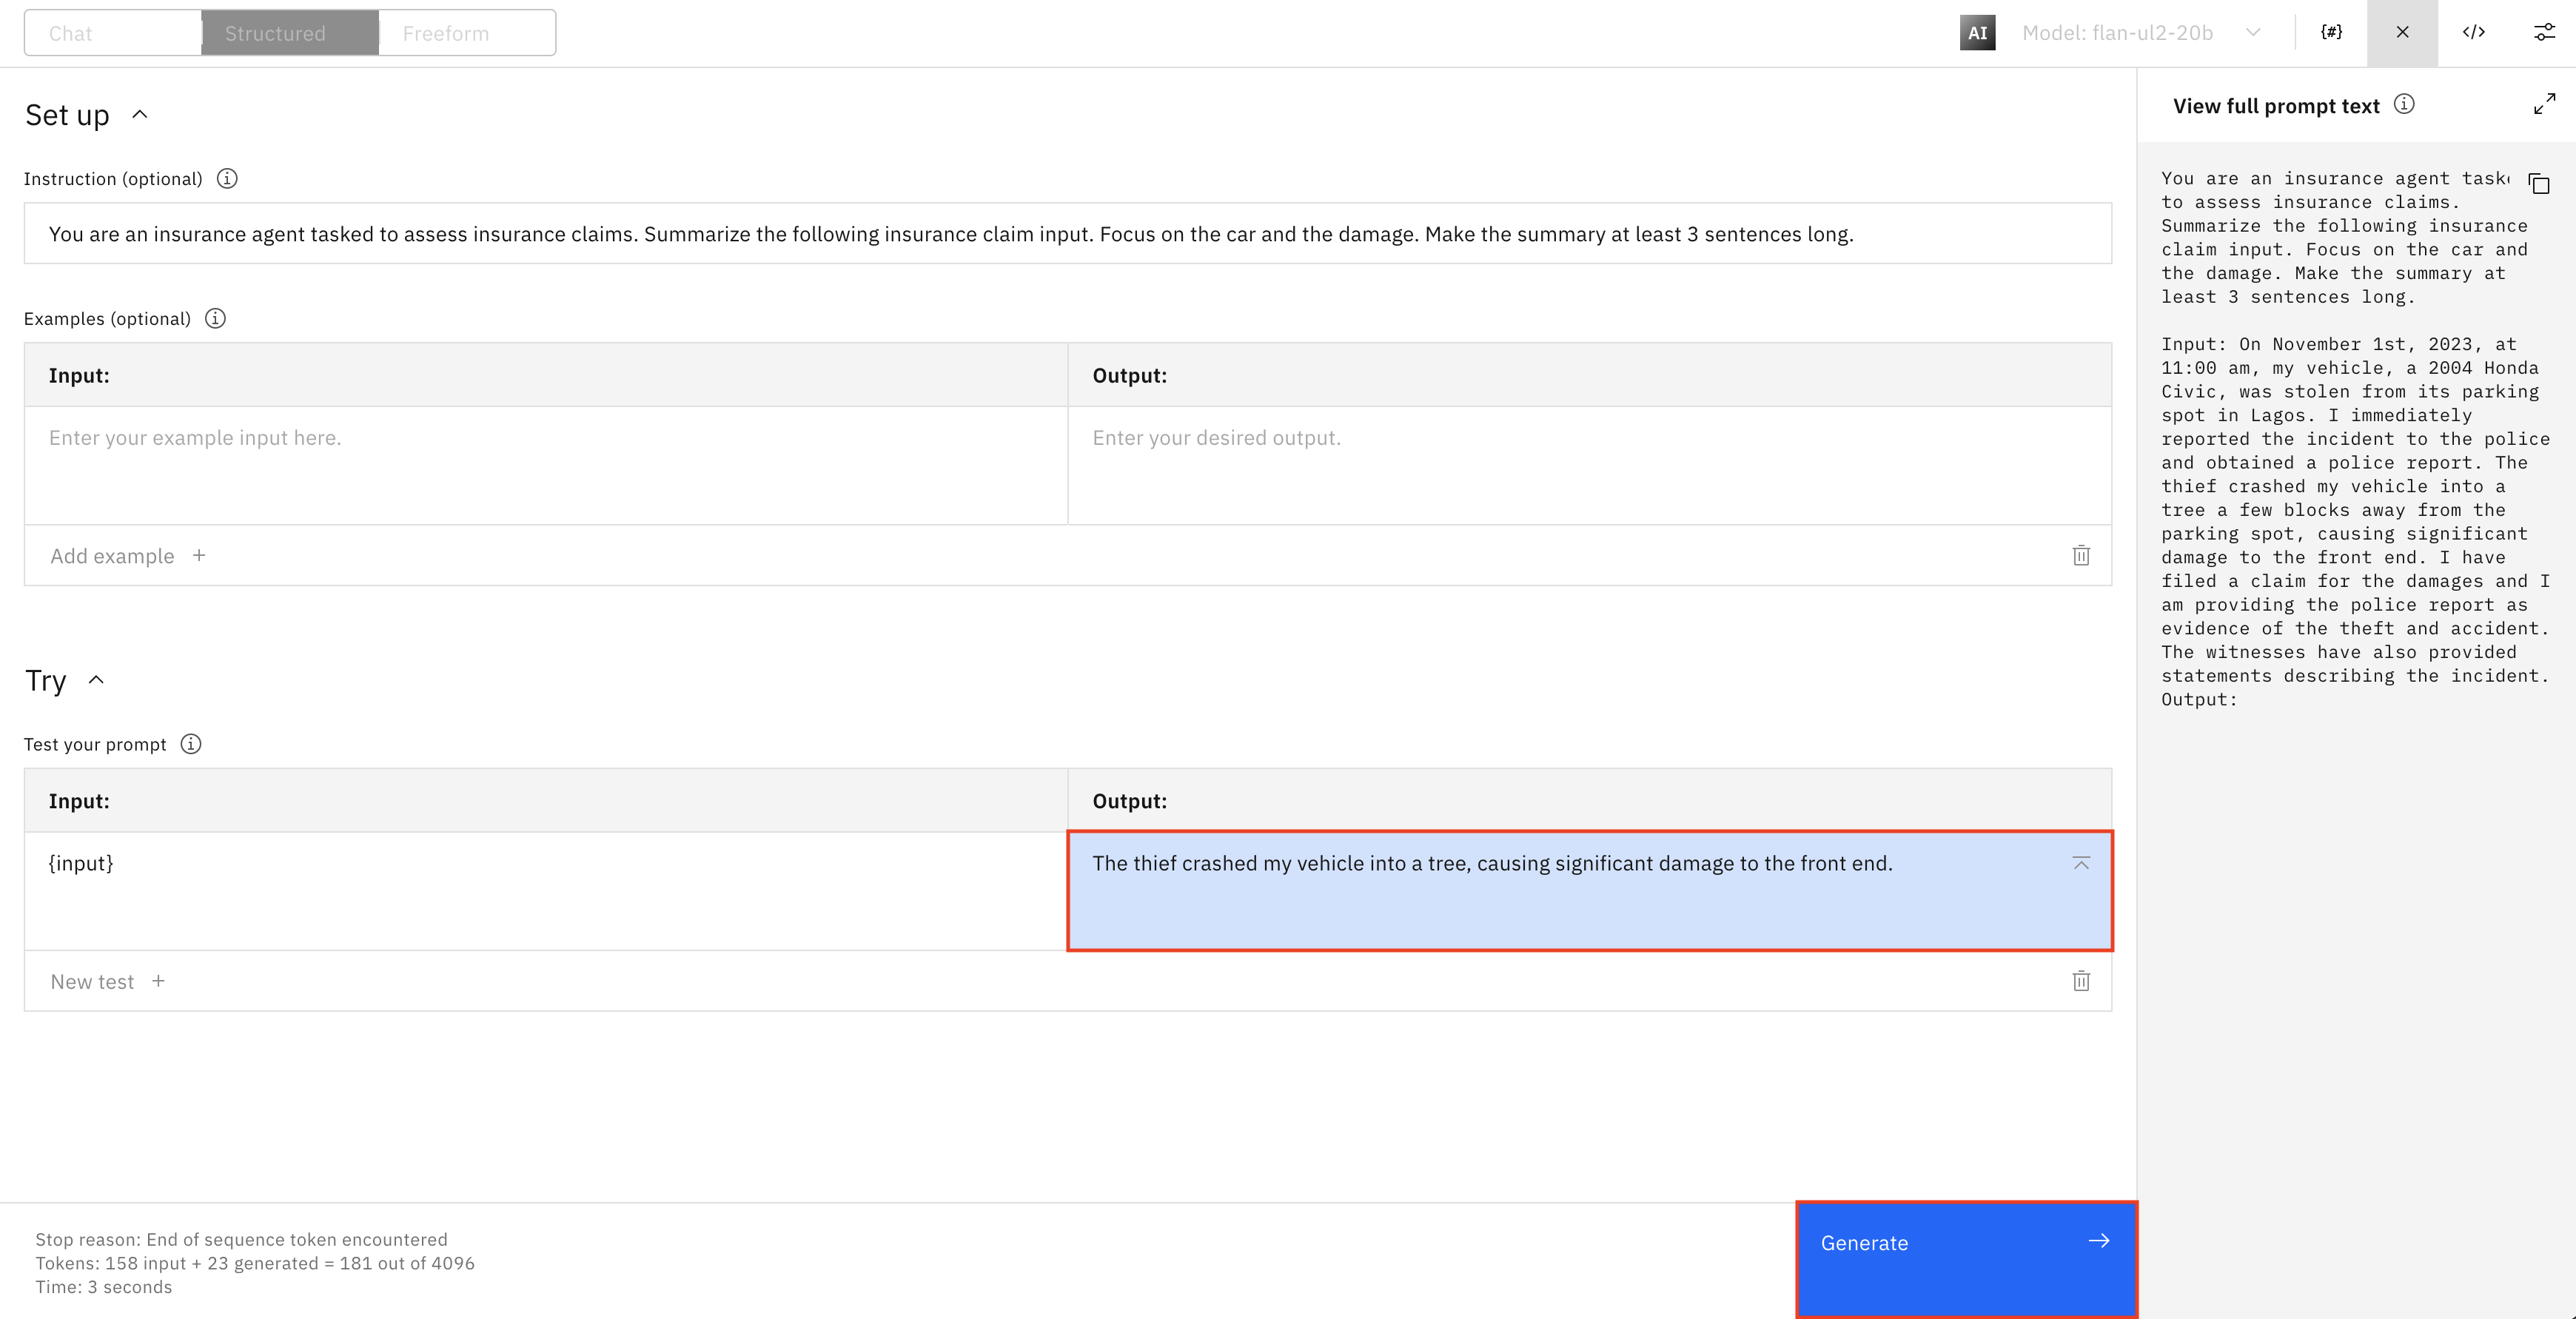 Chat
Structured
Freeform
AI
Model: flan-ul2-20b
{#}
</>
Set up
Instruction (optional)
You are an insurance agent tasked to assess insurance claims. Summarize the following insurance claim input. Focus on the car and the damage. Make the summary at least 3 sentences long.
Examples (optional)
Input:
Output:
Enter your example input here.
Enter your desired output.
Add example +
Try
Test your prompt
Input:
Output:
{input}
The thief crashed my vehicle into a tree, causing significant damage to the front end.
New test +
Stop reason: End of sequence token encountered
Tokens: 158 input + 23 generated = 181 out of 4096
Time: 3 seconds
Generate
View full prompt text
You are an insurance agent
to assess insurance claims.
Summarize the following insurance
claim input. Focus on the car and
the damage. Make the summary at
least 3 sentences long.
Input: On November 1st, 2023, at
11:00 am, my vehicle, a 2004 Honda
Civic, was stolen from its parking
spot in Lagos. I immediately
reported the incident to the police
and obtained a police report. The
thief crashed my vehicle into a
tree a few blocks away from the
parking spot, causing significant
damage to the front end. I have
filed a claim for the damages and I
am providing the police report as
evidence of the theft and accident.
The witnesses have also provided
statements describing the incident.
Output: